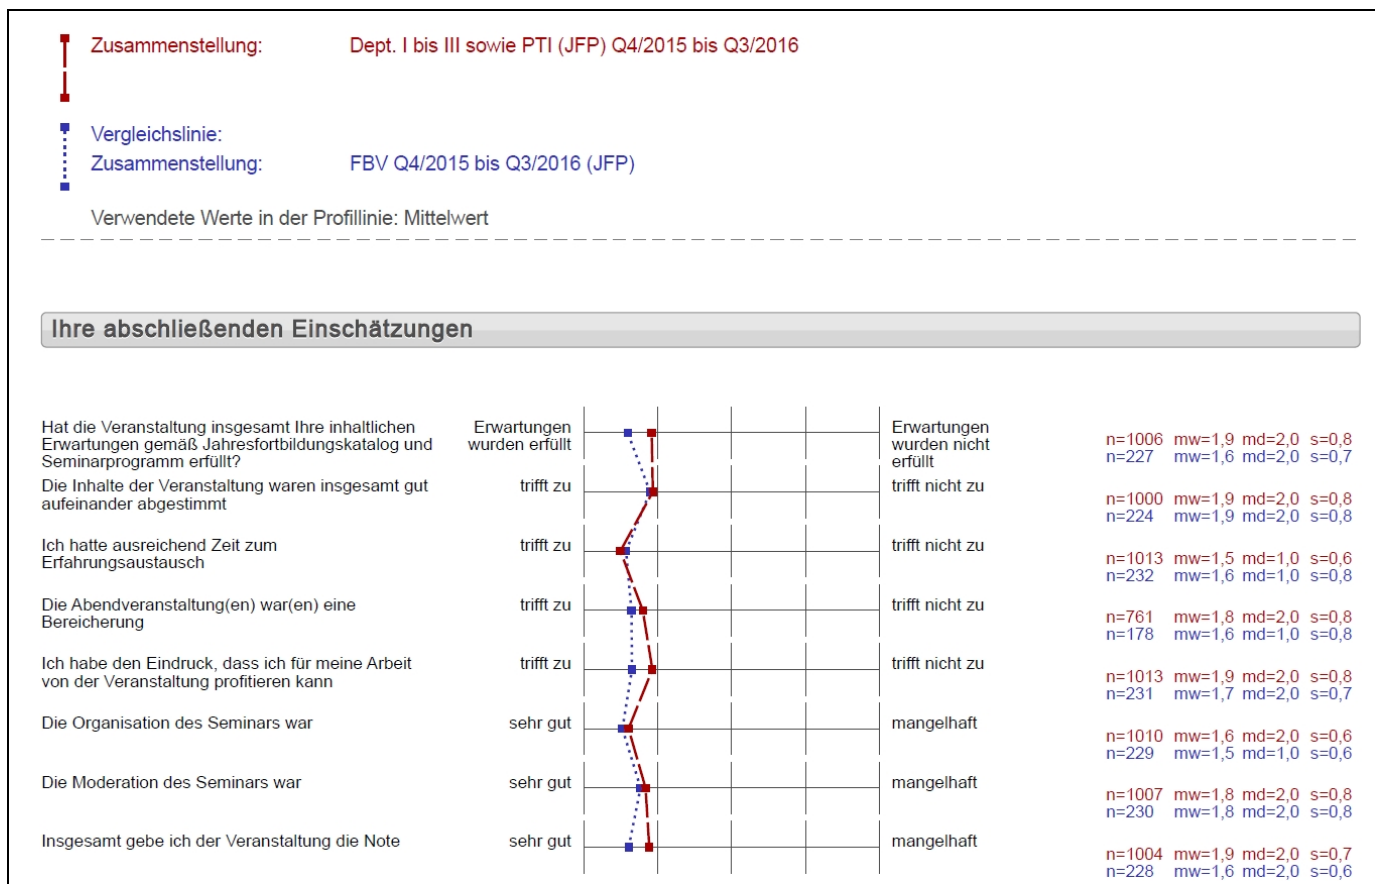 Zusammenstellung: Dept. I bis III sowie PTI (JFP) Q4/2015 bis Q3/2016
Vergleichslinie:
Zusammenstellung: FBV Q4/2015 bis Q3/2016 (JFP)
Verwendete Werte in der Profillinie: Mittelwert
Ihre abschließenden Einschätzungen
Hat die Veranstaltung insgesamt Ihre inhaltlichen
Erwartungen gemäß Jahresfortbildungskatalog und
Seminarprogramm erfüllt?
Erwartungen
wurden erfüllt
Erwartungen
wurden nicht
erfüllt
n=1006 mw=1,9 md=2,0 s=0,8
n=227 mw=1,6 md=2,0 s=0,7
Die Inhalte der Veranstaltung waren insgesamt gut
aufeinander abgestimmt
trifft zu
trifft nicht zu
n=1000 mw=1,9 md=2,0 s=0,8
n=224 mw=1,9 md=2,0 s=0,8
Ich hatte ausreichend Zeit zum
Erfahrungsaustausch
trifft zu
trifft nicht zu
n=1013 mw=1,5 md=1,0 s=0,6
n=232 mw=1,6 md=1,0 s=0,8
Die Abendveranstaltung(en) war(en) eine
Bereicherung
trifft zu
trifft nicht zu
n=761 mw=1,8 md=2,0 s=0,8
n=178 mw=1,6 md=1,0 s=0,8
Ich habe den Eindruck, dass ich für meine Arbeit
von der Veranstaltung profitieren kann
trifft zu
trifft nicht zu
n=1013 mw=1,9 md=2,0 s=0,8
n=231 mw=1,7 md=2,0 s=0,7
Die Organisation des Seminars war
sehr gut
mangelhaft
n=1010 mw=1,6 md=2,0 s=0,6
n=229 mw=1,5 md=1,0 s=0,6
Die Moderation des Seminars war
sehr gut
mangelhaft
n=1007 mw=1,8 md=2,0 s=0,8
n=230 mw=1,8 md=2,0 s=0,8
Insgesamt gebe ich der Veranstaltung die Note
sehr gut
mangelhaft
n=1004 mw=1,9 md=2,0 s=0,7
n=228 mw=1,6 md=2,0 s=0,6